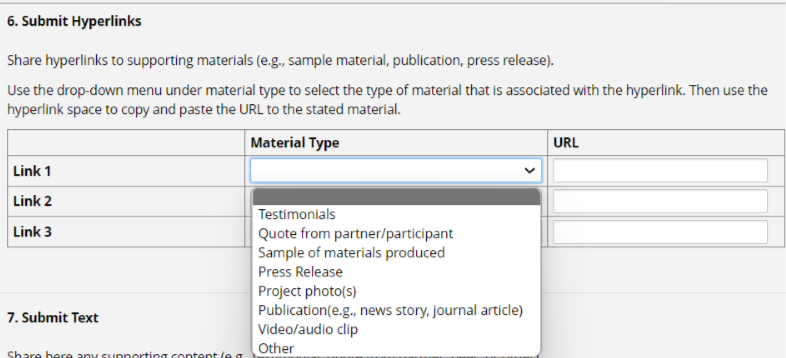 6. Submit Hyperlinks
Share hyperlinks to supporting materials (e.g., sample material, publication, press release).
Use the drop-down menu under material type to select the type of material that is associated with the hyperlink. Then use the
hyperlink space to copy and paste the URL to the stated material.
Material Type URL
Link 1
Link 2
Link 3
Testimonials
Quote from partner/participant
Sample of materials produced
Press Release
Project photo(s)
Publication(e.g., news story, journal article)
Video/audio clip
Other
7. Submit Text
Share here any supporting content (e.g.